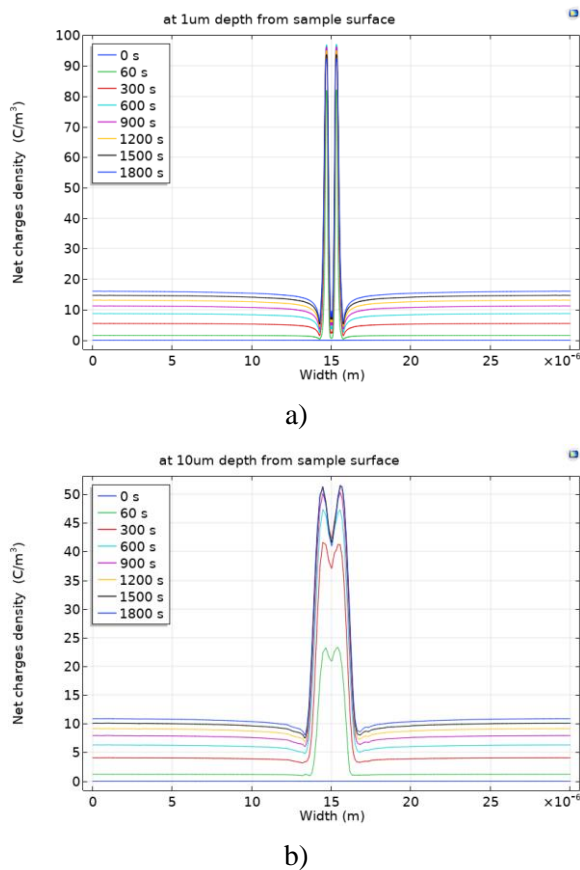 at 1um depth from sample surface
Net charges density (C/m³)
100
90
80
70
60
50
40
30
20
10
0
0 s
60 s
300 s
600 s
900 s
1200 s
1500 s
1800 s
0 5 10 15 20 25 ×10⁻⁶
Width (m)
a)
at 10um depth from sample surface
Net charges density (C/m³)
50
45
40
35
30
25
20
15
10
5
0
0 s
60 s
300 s
600 s
900 s
1200 s
1500 s
1800 s
0 5 10 15 20 25 ×10⁻⁶
Width (m)
b)